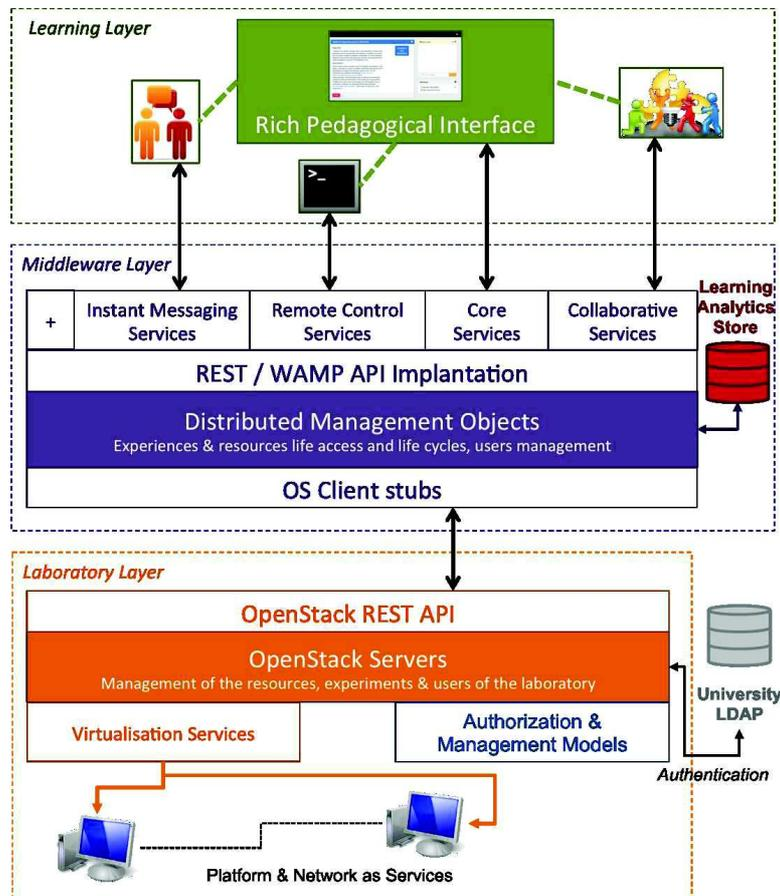 Learning Layer
Rich Pedagogical Interface
>_
Middleware Layer
+
Instant Messaging
Services
Remote Control
Services
Core
Services
Collaborative
Services
Learning
Analytics
Store
REST / WAMP API Implantation
Distributed Management Objects
Experiences & resources life access and life cycles, users management
OS Client stubs
Laboratory Layer
OpenStack REST API
OpenStack Servers
Management of the resources, experiments & users of the laboratory
University
LDAP
Virtualisation Services
Authorization &
Management Models
Authentication
Platform & Network as Services